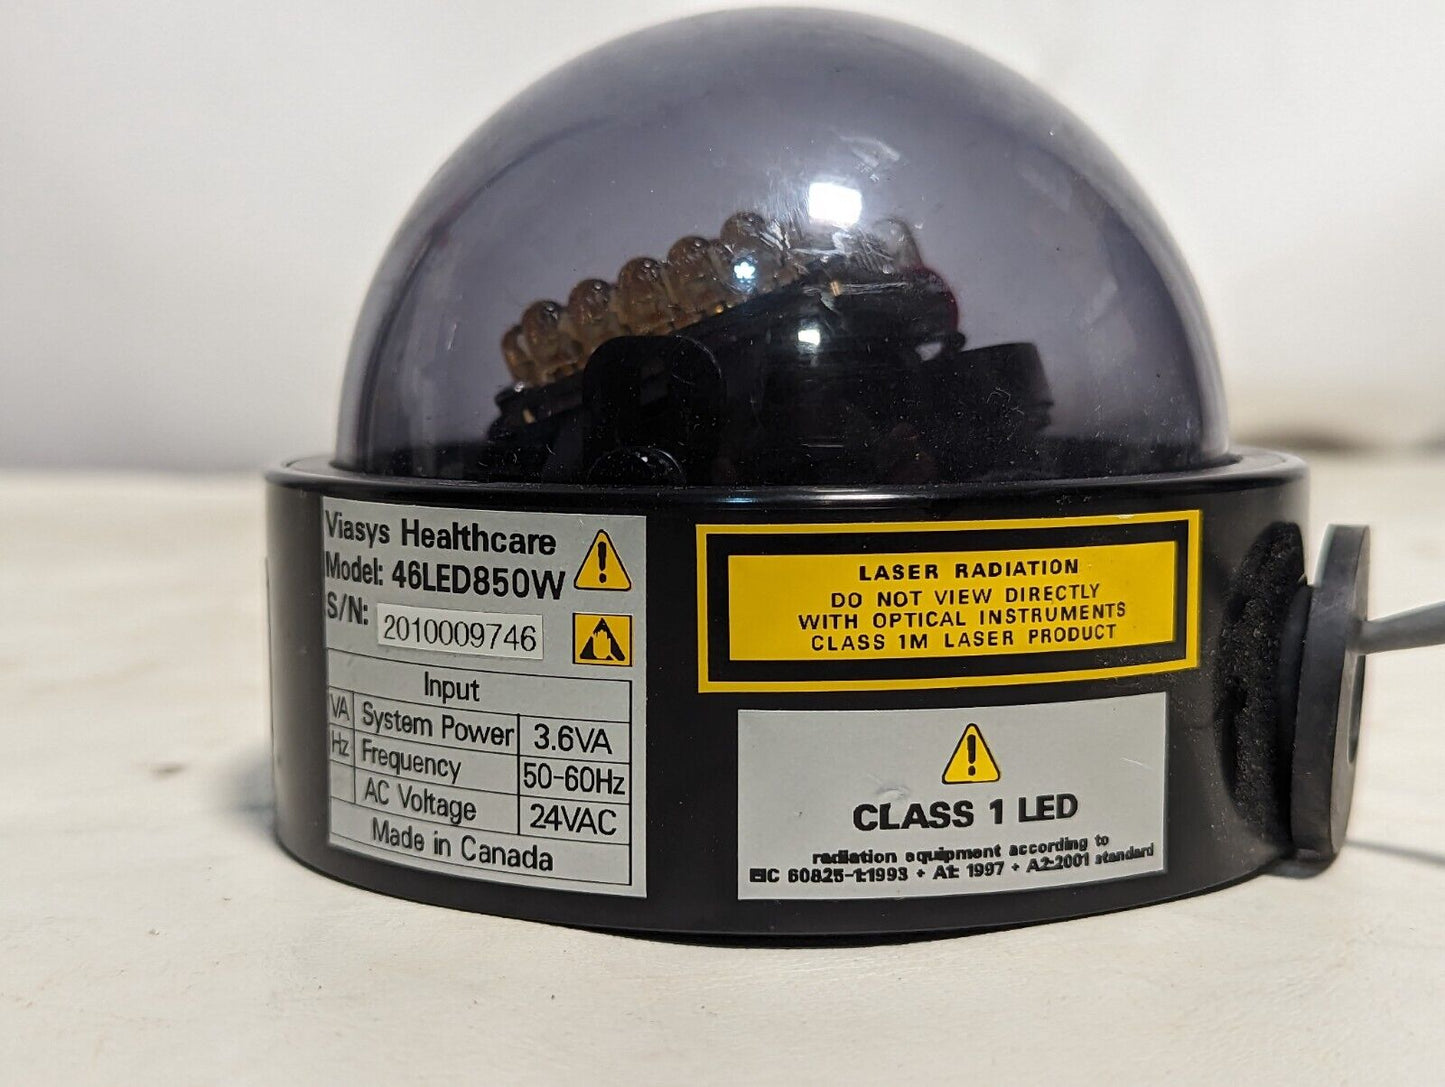 Viasys Healthcare
Model: 46LED850W
S/N: 2010009746
Input
VA System Power 3.6VA
Hz Frequency 50-60Hz
AC Voltage 24VAC
Made in Canada
LASER RADIATION
DO NOT VIEW DIRECTLY
WITH OPTICAL INSTRUMENTS
CLASS 1M LASER PRODUCT
CLASS 1 LED
radiation equipment according to
EIC 60825-1:1993 + A1: 1997 + A2:2001 standard